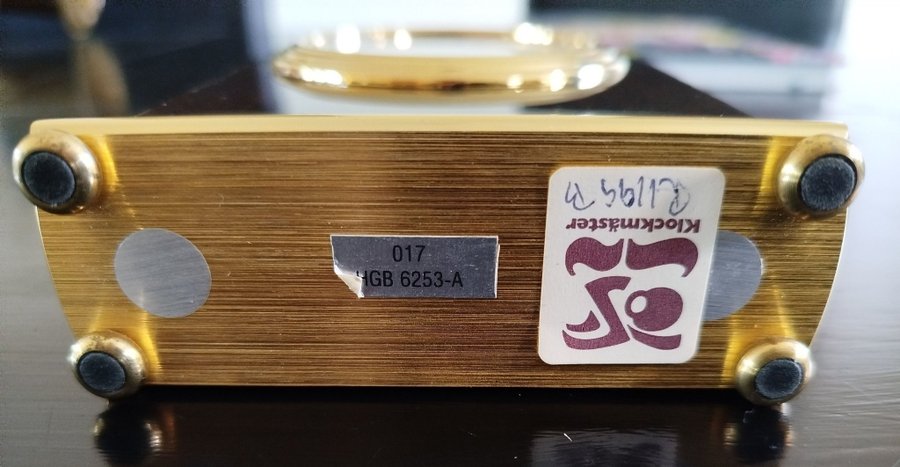 017
HGB 6253-A
Klockmäster